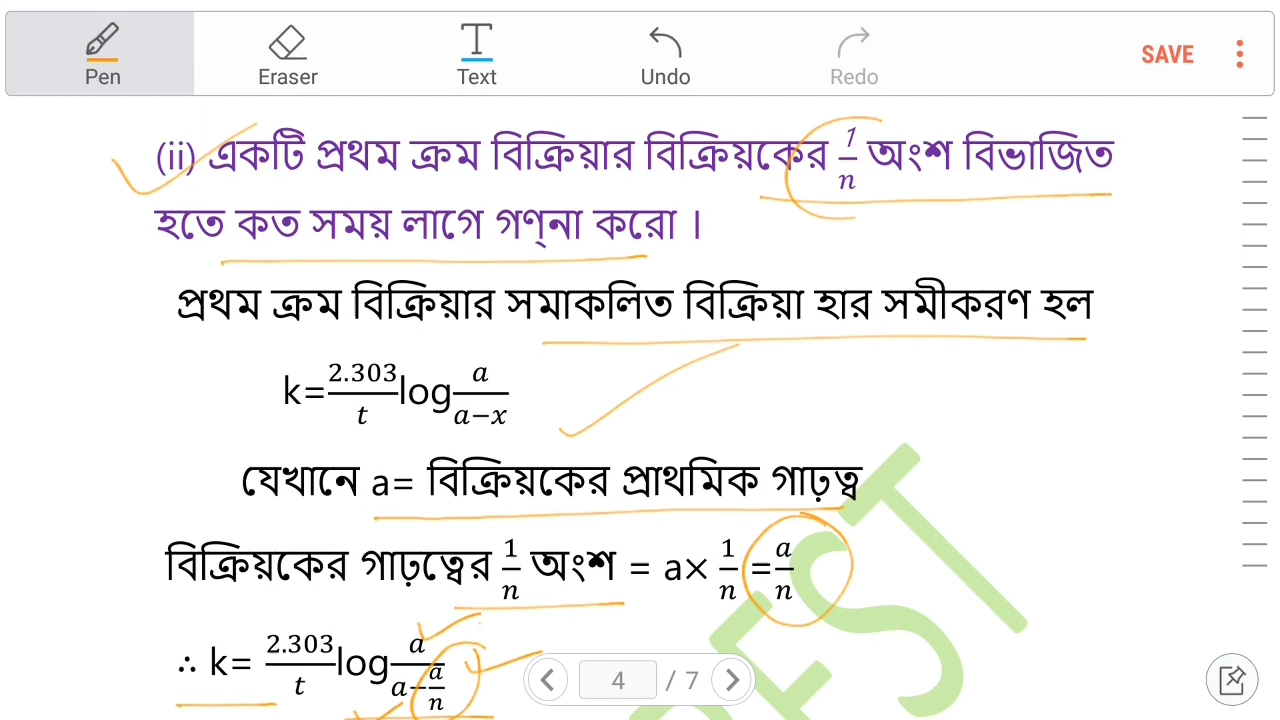 Pen
Eraser
Text
Undo
Redo
SAVE
(ii) একটি প্রথম ক্রম বিক্রিয়ার বিক্রিয়কের 1/n অংশ বিভাজিত
হতে কত সময় লাগে গণ্না করো ।
প্রথম ক্রম বিক্রিয়ার সমাকলিত বিক্রিয়া হার সমীকরণ হল
k=2.303/t log a/(a−x)
যেখানে a= বিক্রিয়কের প্রাথমিক গাঢ়ত্ব
বিক্রিয়কের গাঢ়ত্বের 1/n অংশ = a× 1/n =a/n
∴ k= 2.303/t log a/(a−a/n)
4 / 7